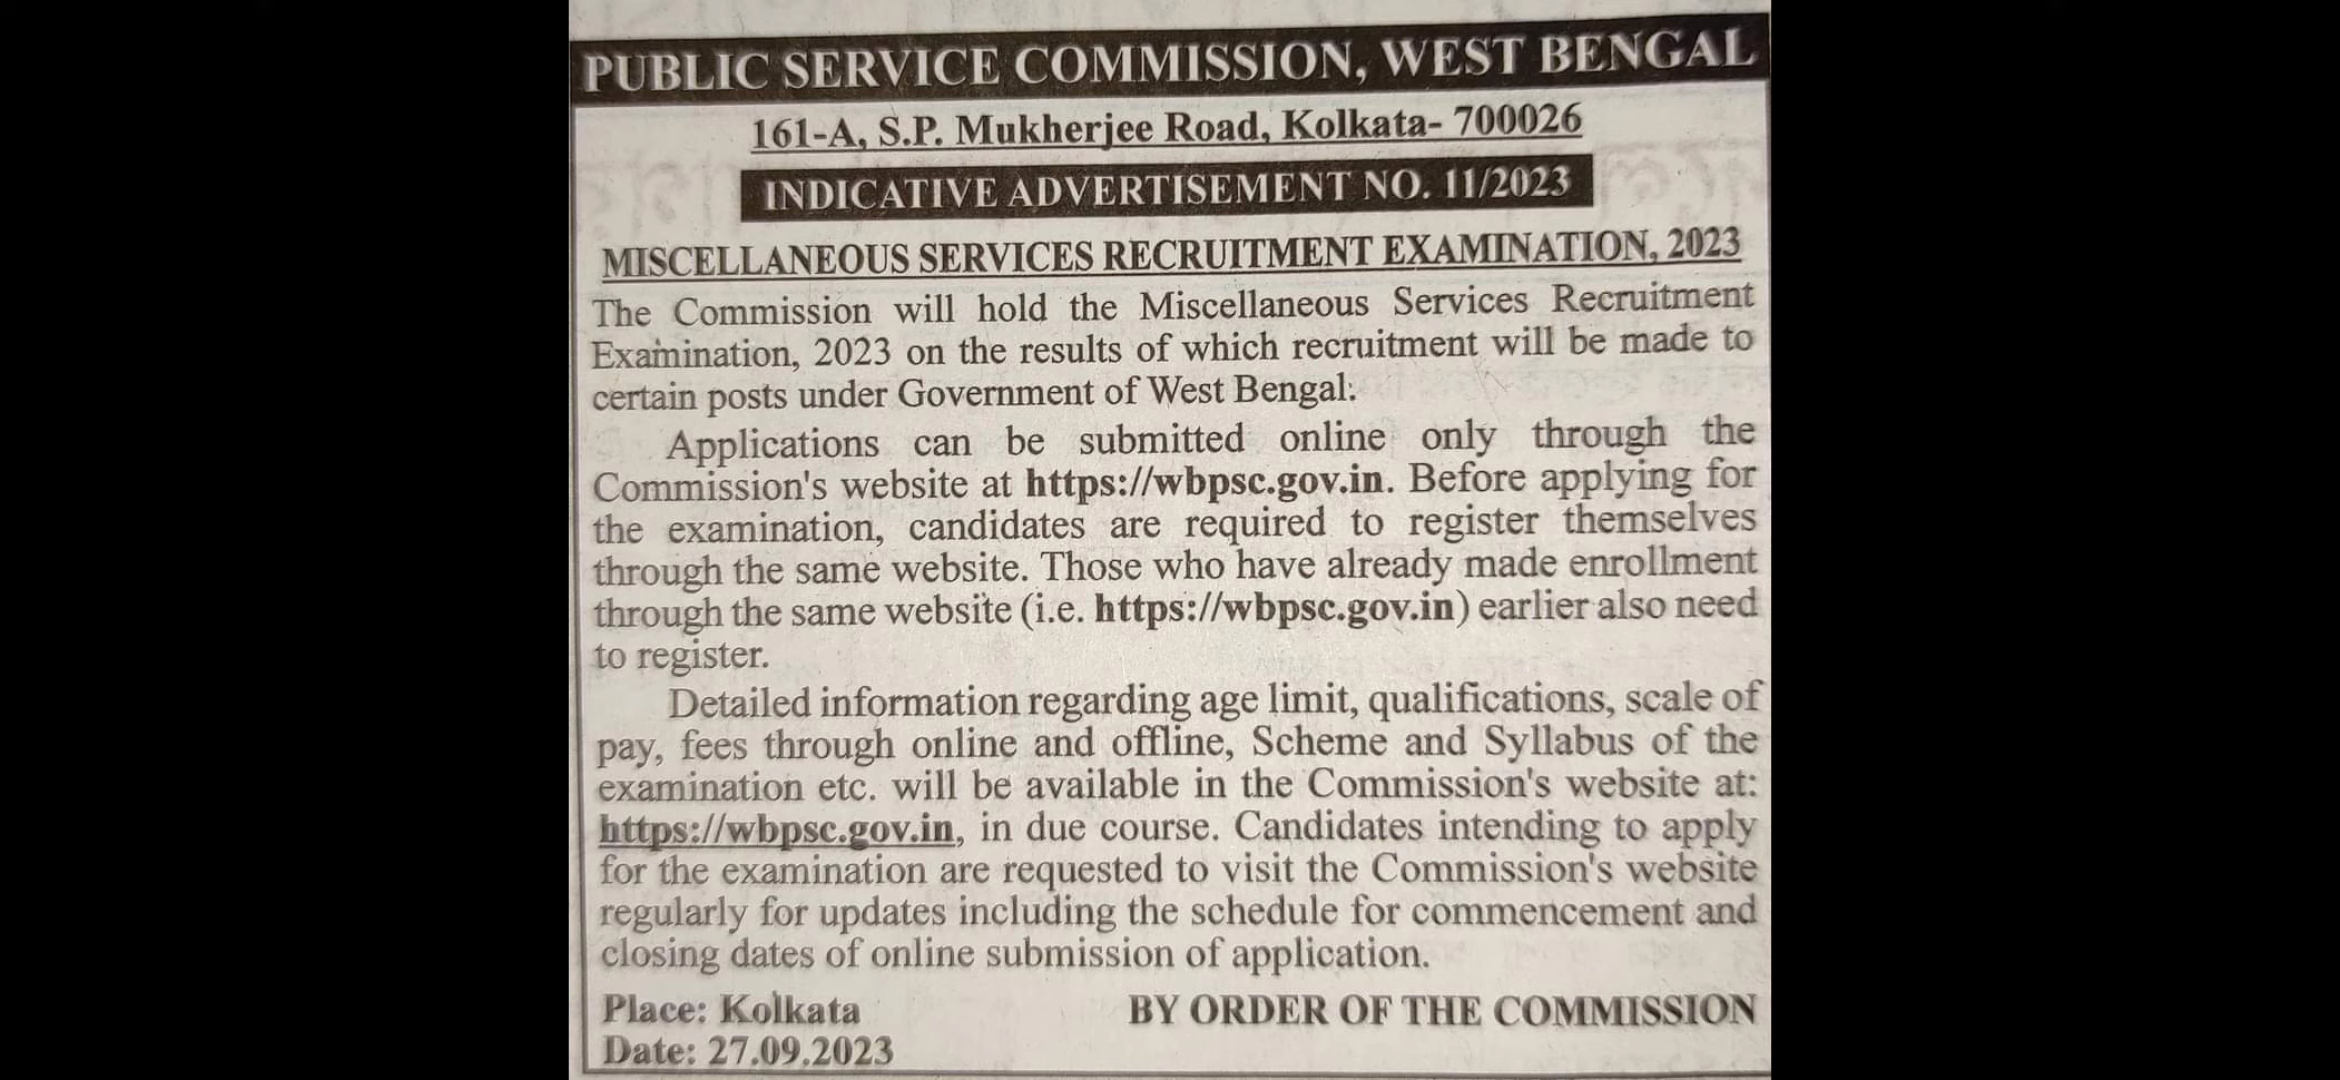 PUBLIC SERVICE COMMISSION, WEST BENGAL
161-A, S.P. Mukherjee Road, Kolkata- 700026
INDICATIVE ADVERTISEMENT NO. 11/2023
MISCELLANEOUS SERVICES RECRUITMENT EXAMINATION, 2023
The Commission will hold the Miscellaneous Services Recruitment
Examination, 2023 on the results of which recruitment will be made to
certain posts under Government of West Bengal:
Applications can be submitted online only through the
Commission's website at https://wbpsc.gov.in. Before applying for
the examination, candidates are required to register themselves
through the same website. Those who have already made enrollment
through the same website (i.e. https://wbpsc.gov.in) earlier also need
to register.
Detailed information regarding age limit, qualifications, scale of
pay, fees through online and offline, Scheme and Syllabus of the
examination etc. will be available in the Commission's website at:
https://wbpsc.gov.in, in due course. Candidates intending to apply
for the examination are requested to visit the Commission's website
regularly for updates including the schedule for commencement and
closing dates of online submission of application.
Place: Kolkata BY ORDER OF THE COMMISSION
Date: 27.09.2023